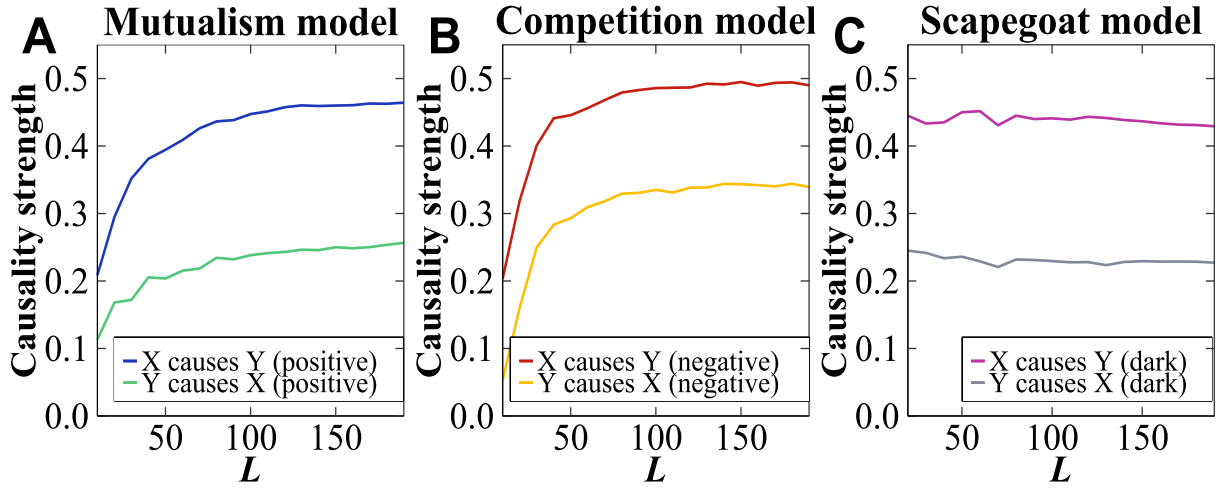 A Mutualism model
Causality strength
0.5
0.4
0.3
0.2
0.1
0.0
X causes Y (positive)
Y causes X (positive)
50 100 150
L
B Competition model
Causality strength
0.5
0.4
0.3
0.2
0.1
0.0
X causes Y (negative)
Y causes X (negative)
50 100 150
L
C Scapegoat model
Causality strength
0.5
0.4
0.3
0.2
0.1
0.0
X causes Y (dark)
Y causes X (dark)
50 100 150
L